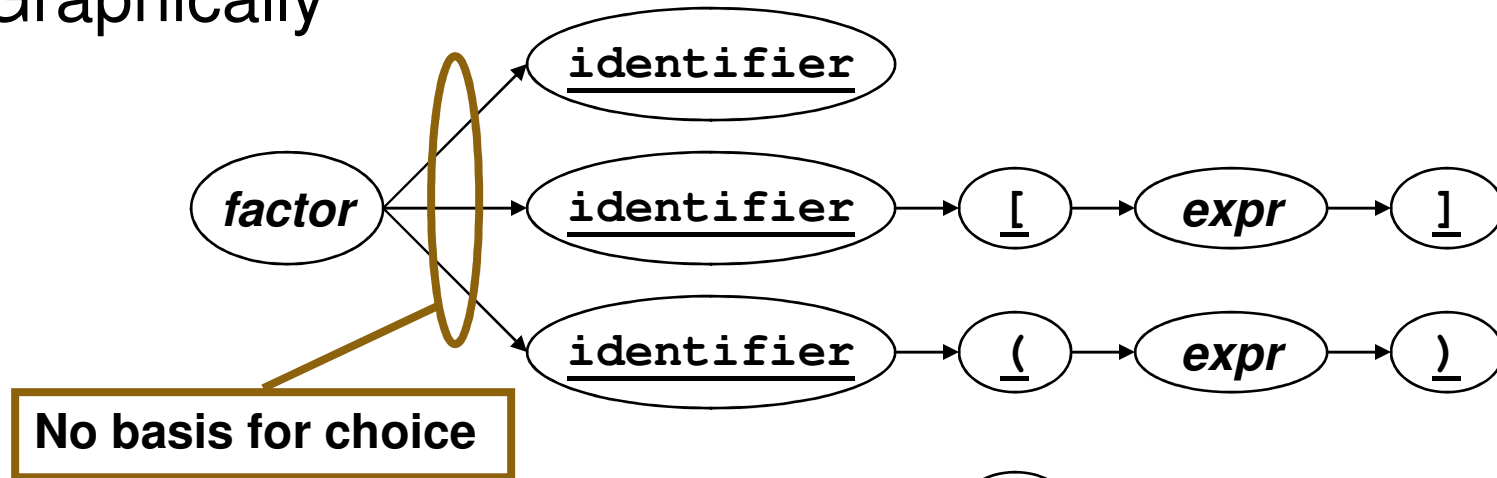 Graphically
identifier
factor identifier [ expr ]
identifier ( expr )
No basis for choice